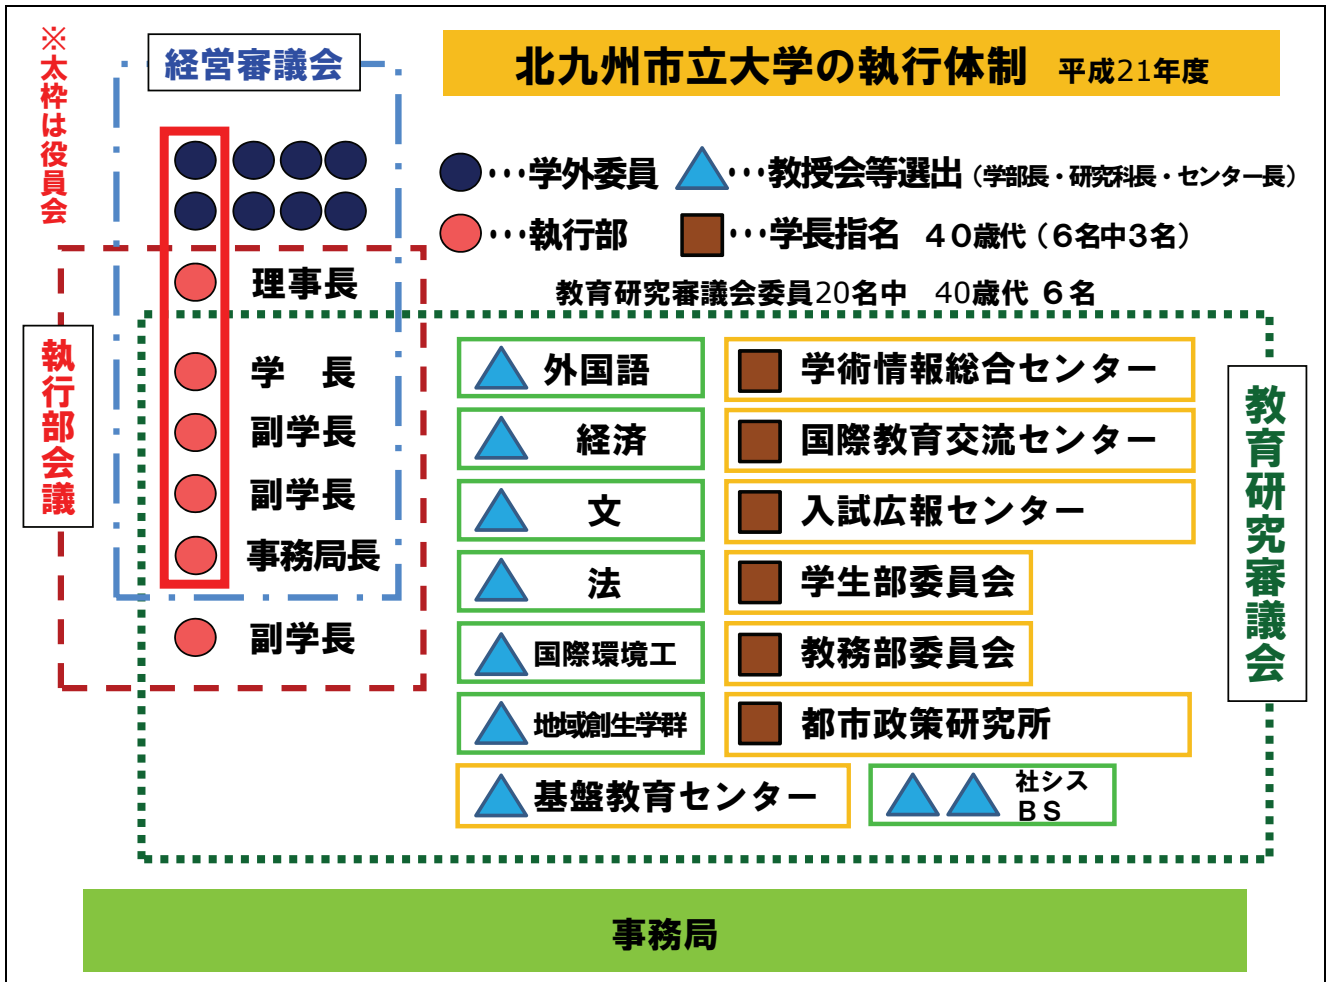 ※太枠は役員会
経営審議会
北九州市立大学の執行体制 平成21年度
…学外委員 …教授会等選出（学部長・研究科長・センター長）
…執行部 …学長指名 ４０歳代（６名中３名）
教育研究審議会委員20名中 40歳代 ６名
執行部会議
理事長
学 長
副学長
副学長
事務局長
副学長
外国語
経済
文
法
国際環境工
地域創生学群
基盤教育センター
学術情報総合センター
国際教育交流センター
入試広報センター
学生部委員会
教務部委員会
都市政策研究所
社シス
ＢＳ
教育研究審議会
事務局